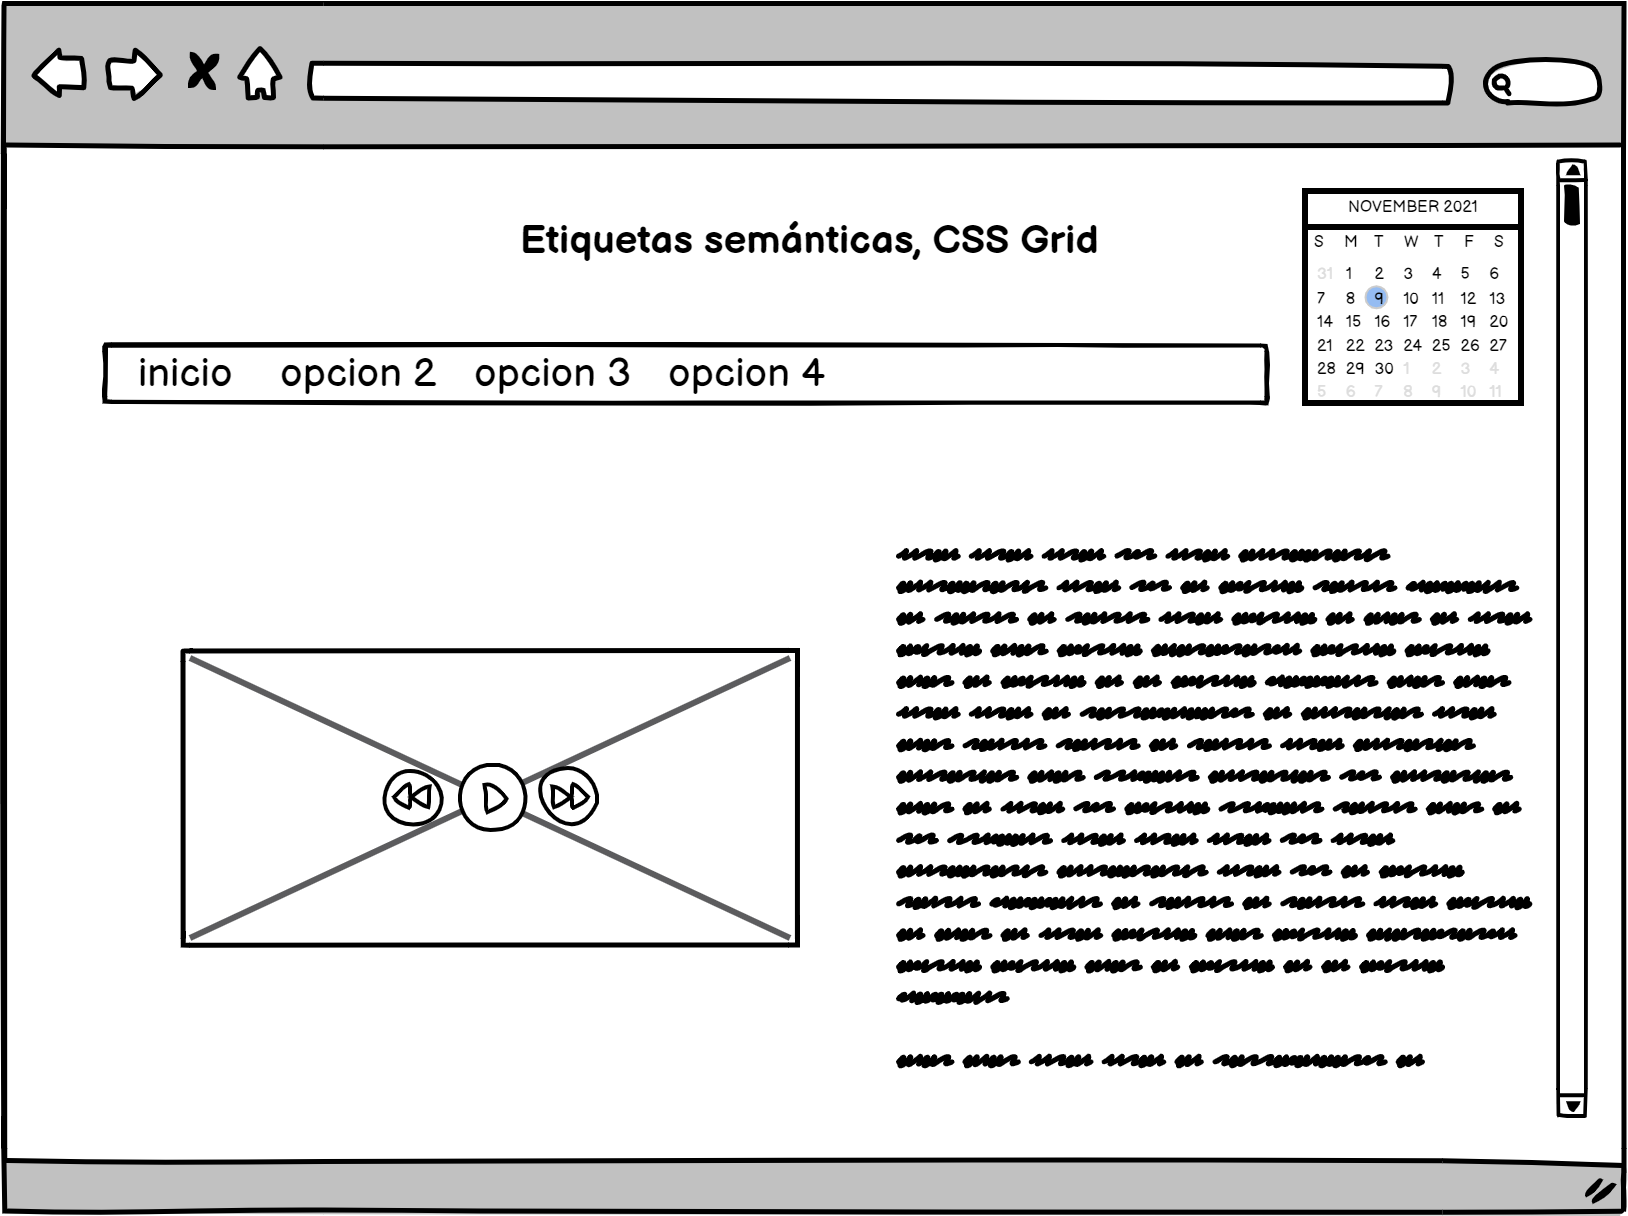 Etiquetas semánticas, CSS Grid
NOVEMBER 2021
S M T W T F S
31 1 2 3 4 5 6
7 8 9 10 11 12 13
14 15 16 17 18 19 20
21 22 23 24 25 26 27
28 29 30 1 2 3 4
5 6 7 8 9 10 11
inicio opcion 2 opcion 3 opcion 4